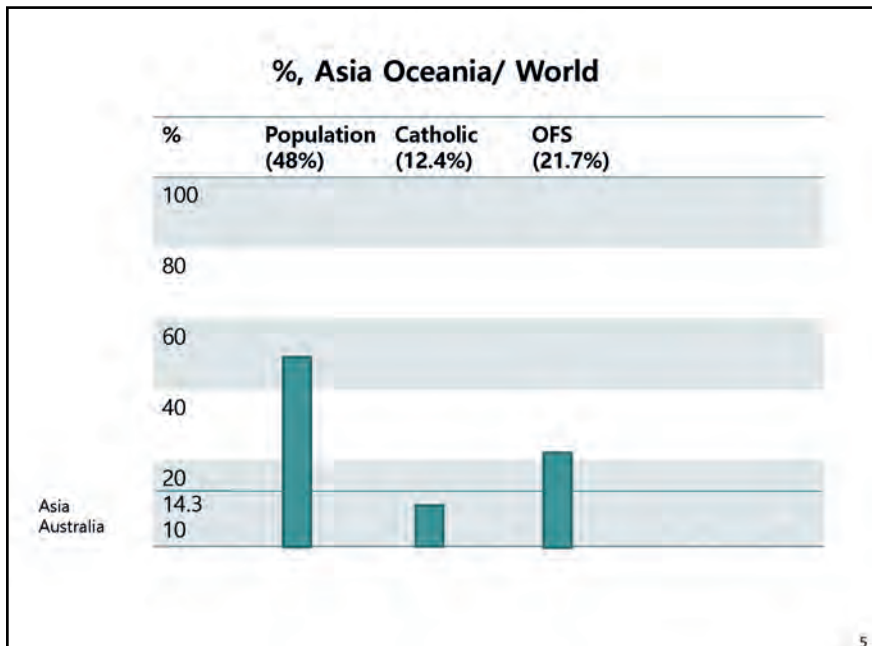 %, Asia Oceania/ World
% Population Catholic OFS
(48%) (12.4%) (21.7%)
100
80
60
40
20
Asia 14.3
Australia 10
5